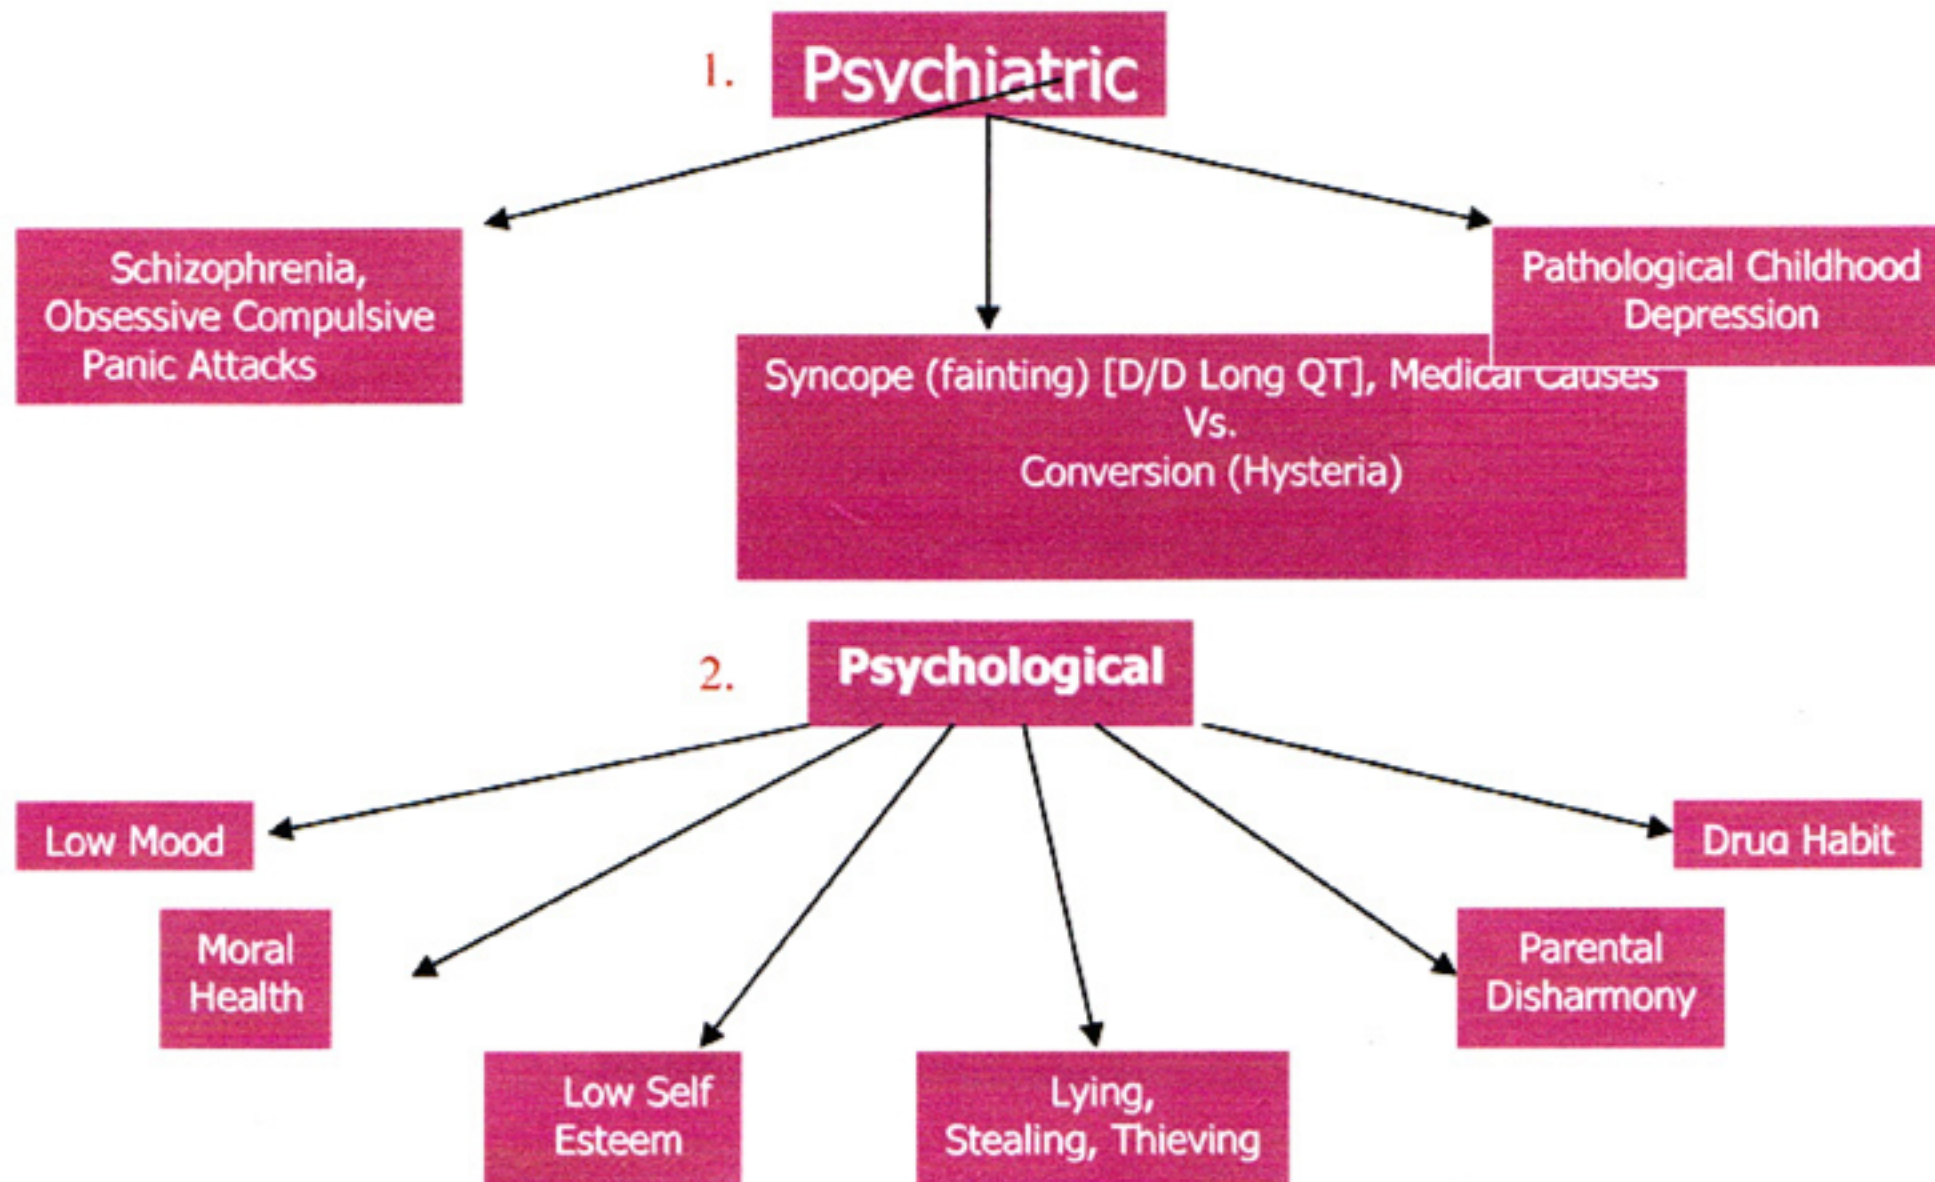 1.
Psychiatric
Schizophrenia,
Obsessive Compulsive
Panic Attacks
Pathological Childhood
Depression
Syncope (fainting) [D/D Long QT], Medical Causes
Vs.
Conversion (Hysteria)
2.
Psychological
Low Mood
Drug Habit
Moral
Health
Parental
Disharmony
Low Self
Esteem
Lying,
Stealing, Thieving